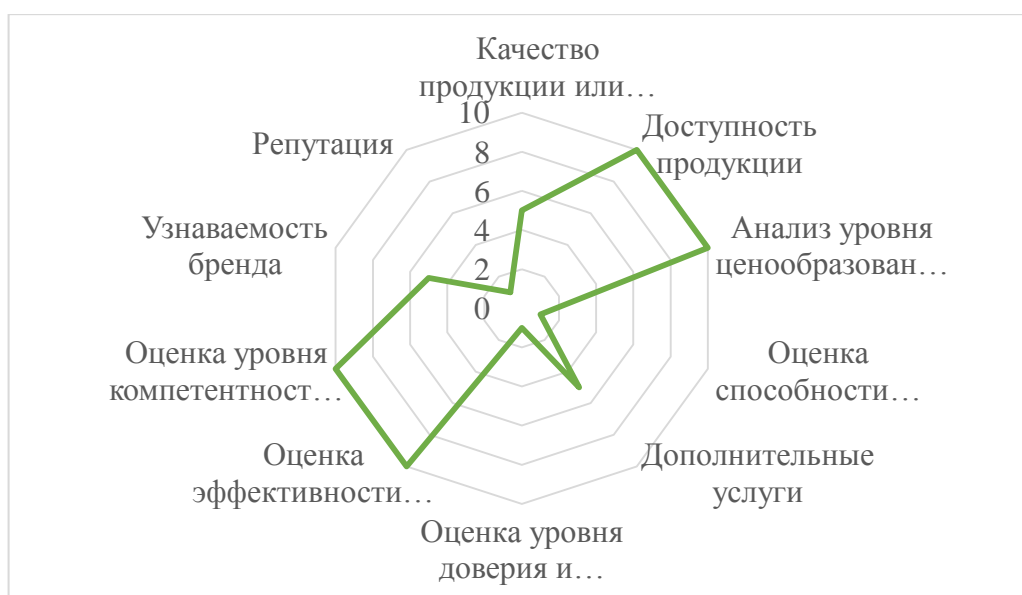 Качество
продукции или…
Доступность
продукции
Анализ уровня
ценообразован…
Оценка
способности…
Дополнительные
услуги
Оценка уровня
доверия и…
Оценка
эффективности…
Оценка уровня
компетентност…
Узнаваемость
бренда
Репутация
10
8
6
4
2
0